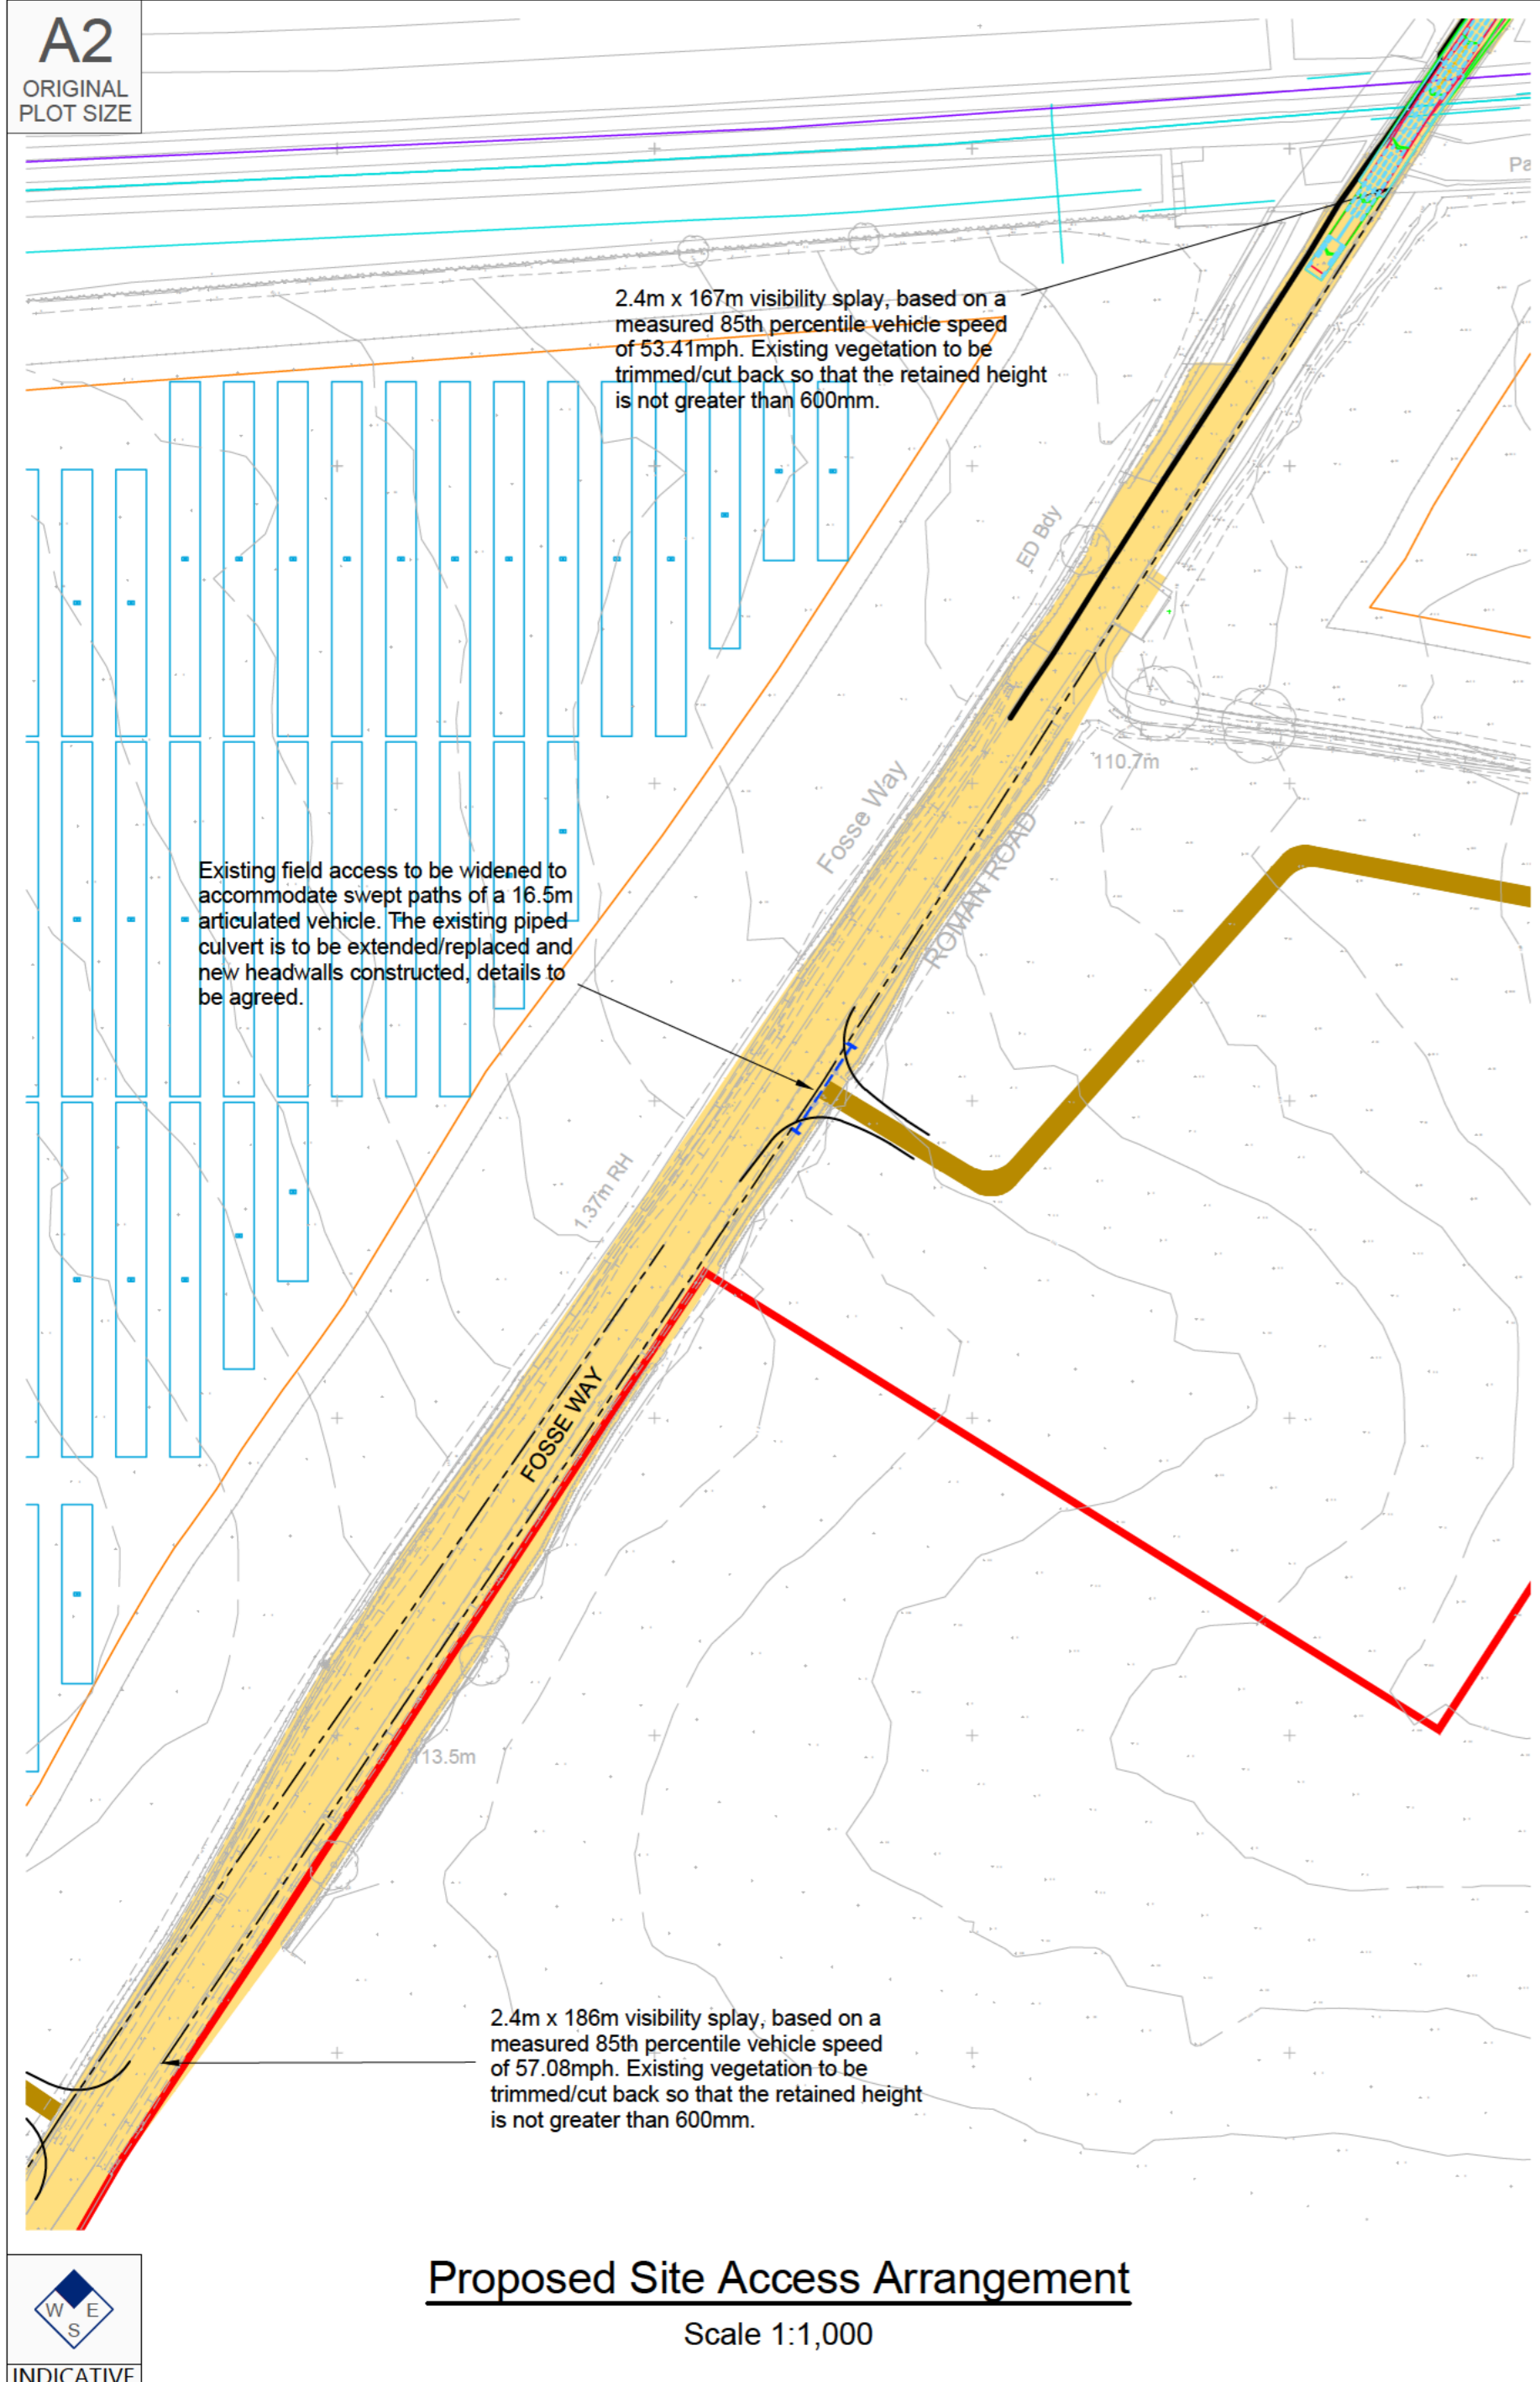 A2
ORIGINAL
PLOT SIZE
Pa
2.4m x 167m visibility splay, based on a
measured 85th percentile vehicle speed
of 53.41mph. Existing vegetation to be
trimmed/cut back so that the retained height
is not greater than 600mm.
ED Bdy
110.7m
Fosse Way
ROMAN ROAD
Existing field access to be widened to
accommodate swept paths of a 16.5m
articulated vehicle. The existing piped
culvert is to be extended/replaced and
new headwalls constructed, details to
be agreed.
1.37m RH
FOSSE WAY
113.5m
2.4m x 186m visibility splay, based on a
measured 85th percentile vehicle speed
of 57.08mph. Existing vegetation to be
trimmed/cut back so that the retained height
is not greater than 600mm.
Proposed Site Access Arrangement
Scale 1:1,000
W E
S
INDICATIVE